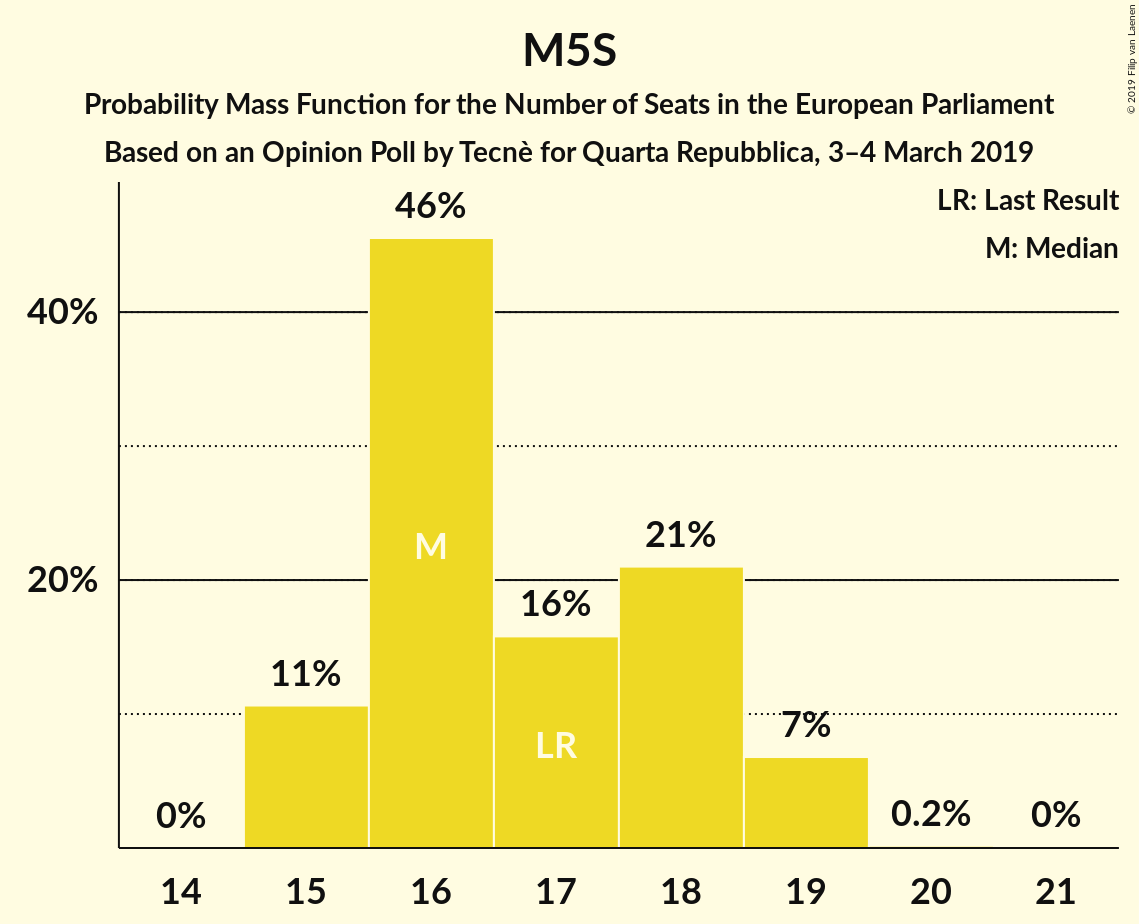 M5S
Probability Mass Function for the Number of Seats in the European Parliament
Based on an Opinion Poll by Tecnè for Quarta Repubblica, 3–4 March 2019
© 2019 Filip van Laenen
LR: Last Result
M: Median
46%
40%
M
21%
20%
16%
11%
LR
7%
0%
0.2%
0%
14 15 16 17 18 19 20 21